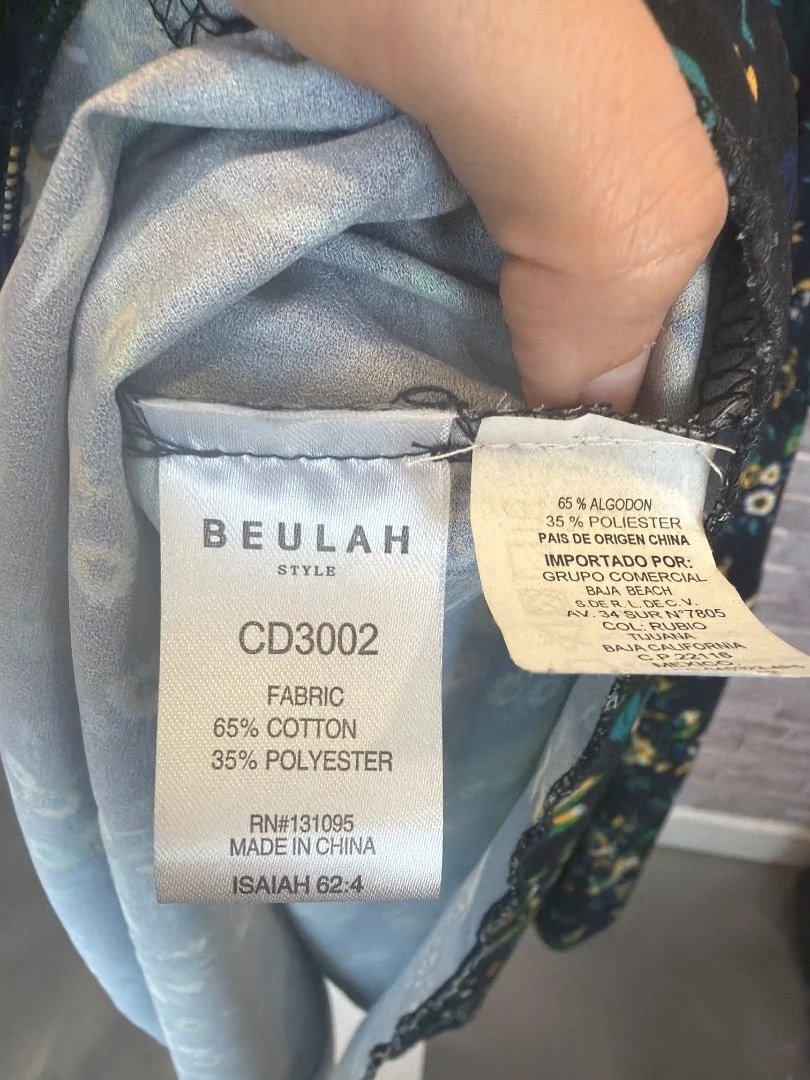 BEULAH
STYLE
CD3002
FABRIC
65% COTTON
35% POLYESTER
RN#131095
MADE IN CHINA
ISAIAH 62:4
65 % ALGODON
35 % POLIESTER
PAIS DE ORIGEN CHINA
IMPORTADO POR:
GRUPO COMERCIAL
BAJA BEACH
S.DE R. L. DE C. V.
AV. 34 SUR N°7805
COL: RUBIO
TIJUANA
BAJA CALIFORNIA
C.P 22116
MEXICO